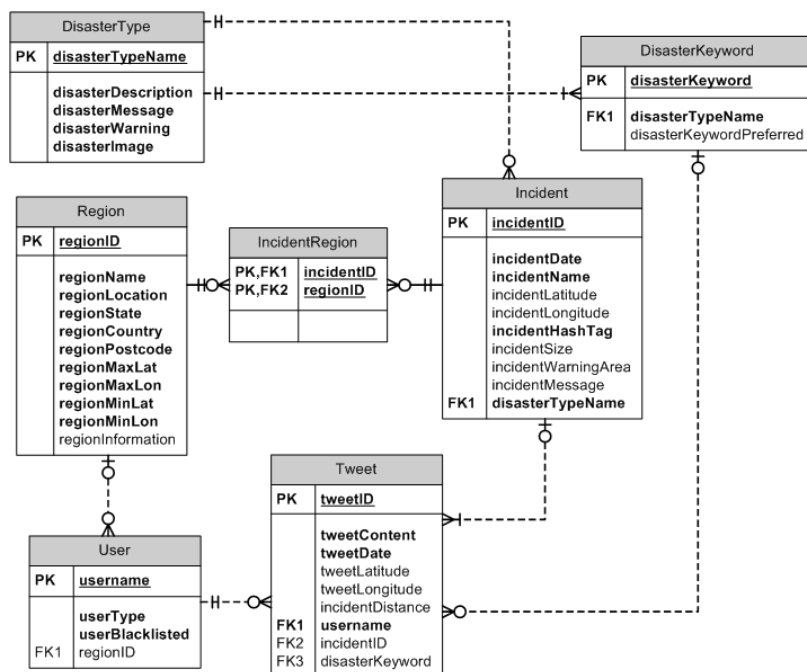 DisasterType
PK disasterTypeName
disasterDescription
disasterMessage
disasterWarning
disasterImage
DisasterKeyword
PK disasterKeyword
FK1 disasterTypeName
disasterKeywordPreferred
Region
PK regionID
regionName
regionLocation
regionState
regionCountry
regionPostcode
regionMaxLat
regionMaxLon
regionMinLat
regionMinLon
regionInformation
IncidentRegion
PK,FK1 incidentID
PK,FK2 regionID
Incident
PK incidentID
incidentDate
incidentName
incidentLatitude
incidentLongitude
incidentHashTag
incidentSize
incidentWarningArea
incidentMessage
FK1 disasterTypeName
User
PK username
userType
userBlacklisted
FK1 regionID
Tweet
PK tweetID
tweetContent
tweetDate
tweetLatitude
tweetLongitude
incidentDistance
FK1 username
FK2 incidentID
FK3 disasterKeyword